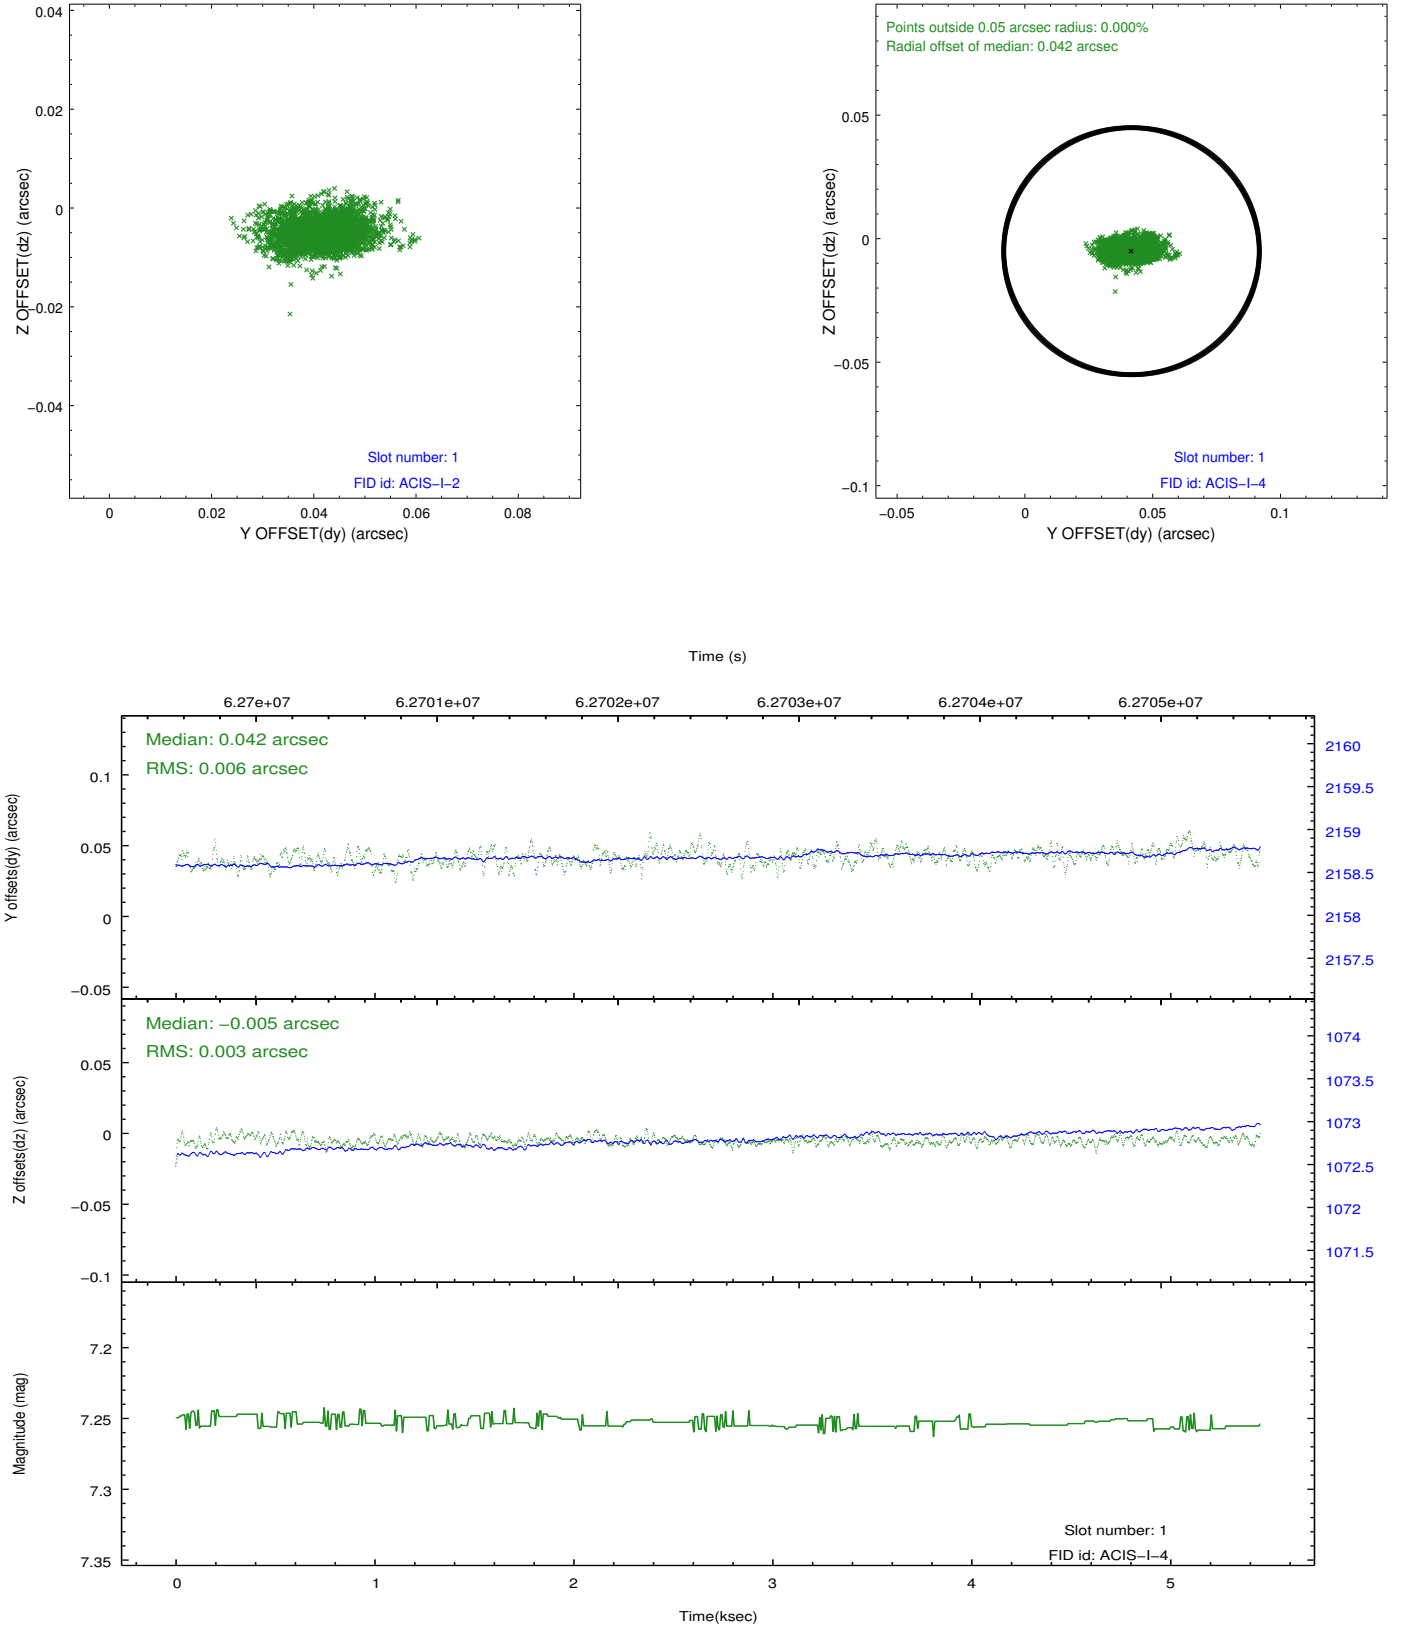 0.04
0.02
0
−0.02
−0.04
Z OFFSET(dz) (arcsec)
Slot number: 1
FID id: ACIS−I−2
0 0.02 0.04 0.06 0.08
Y OFFSET(dy) (arcsec)
Points outside 0.05 arcsec radius: 0.000%
Radial offset of median: 0.042 arcsec
0.05
0
−0.05
−0.1
Z OFFSET(dz) (arcsec)
Slot number: 1
FID id: ACIS−I−4
−0.05 0 0.05 0.1
Y OFFSET(dy) (arcsec)
Time (s)
6.27e+07 6.2701e+07 6.2702e+07 6.2703e+07 6.2704e+07 6.2705e+07
Median: 0.042 arcsec
RMS: 0.006 arcsec
0.1
0.05
0
−0.05
Y offsets(dy) (arcsec)
2160
2159.5
2159
2158.5
2158
2157.5
Median: −0.005 arcsec
RMS: 0.003 arcsec
0.05
0
−0.05
−0.1
Z offsets(dz) (arcsec)
1074
1073.5
1073
1072.5
1072
1071.5
7.2
7.25
7.3
7.35
Magnitude (mag)
Slot number: 1
FID id: ACIS−I−4
0 1 2 3 4 5
Time(ksec)